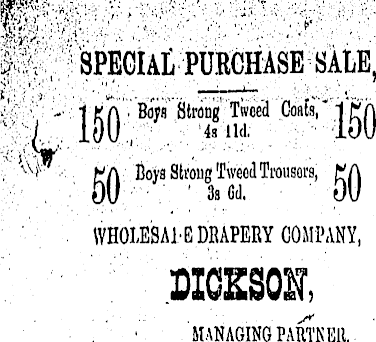 SPECIAL PURCHASE SALE,
150 Boys Strong Tweed Coats, 150
4s 11d.
50 Boys Strong Tweed Trousers, 50
3s 6d.
WHOLESALE DRAPERY COMPANY,
DICKSON,
MANAGING PARTNER.